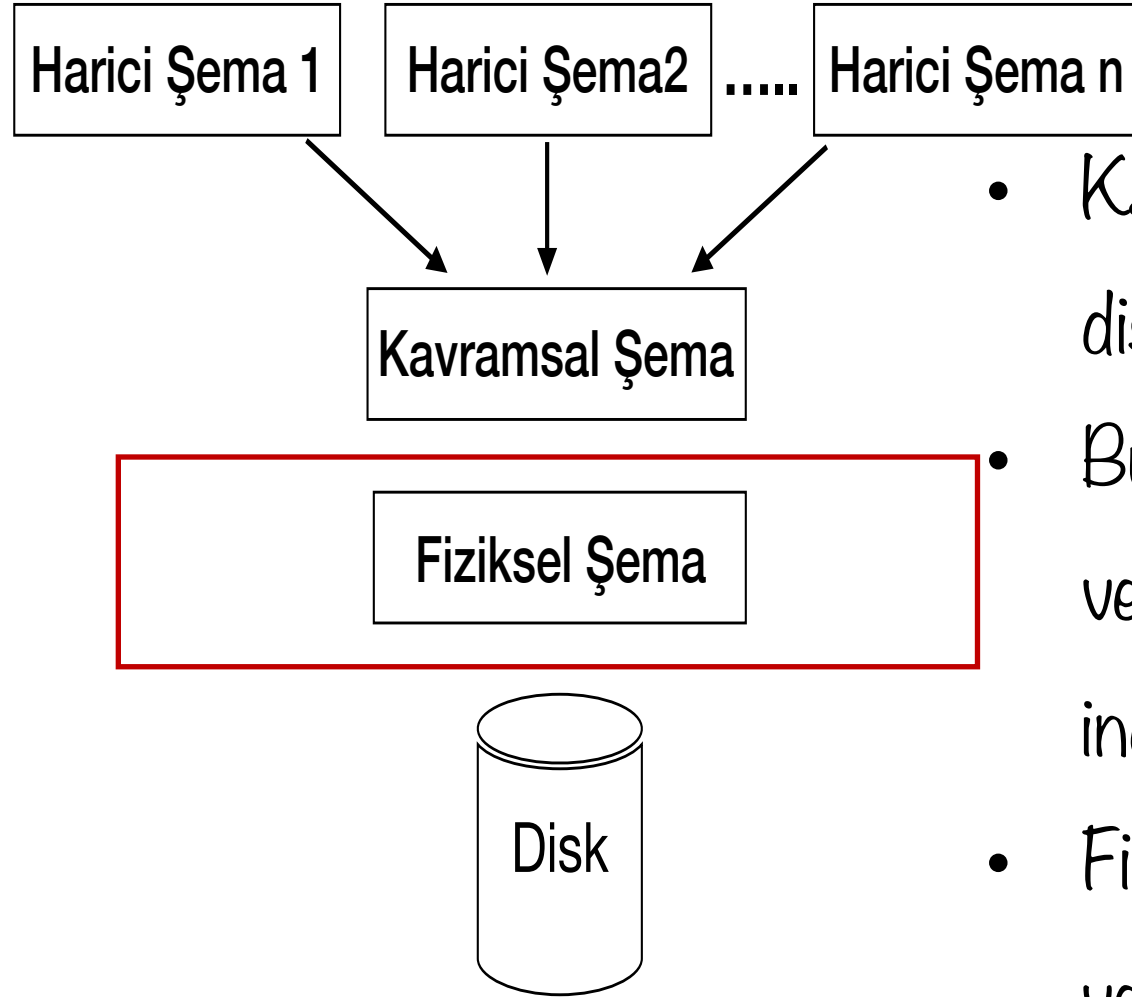 Harici Şema 1
Harici Şema2
.....
Harici Şema n
Kavramsal Şema
Fiziksel Şema
Disk